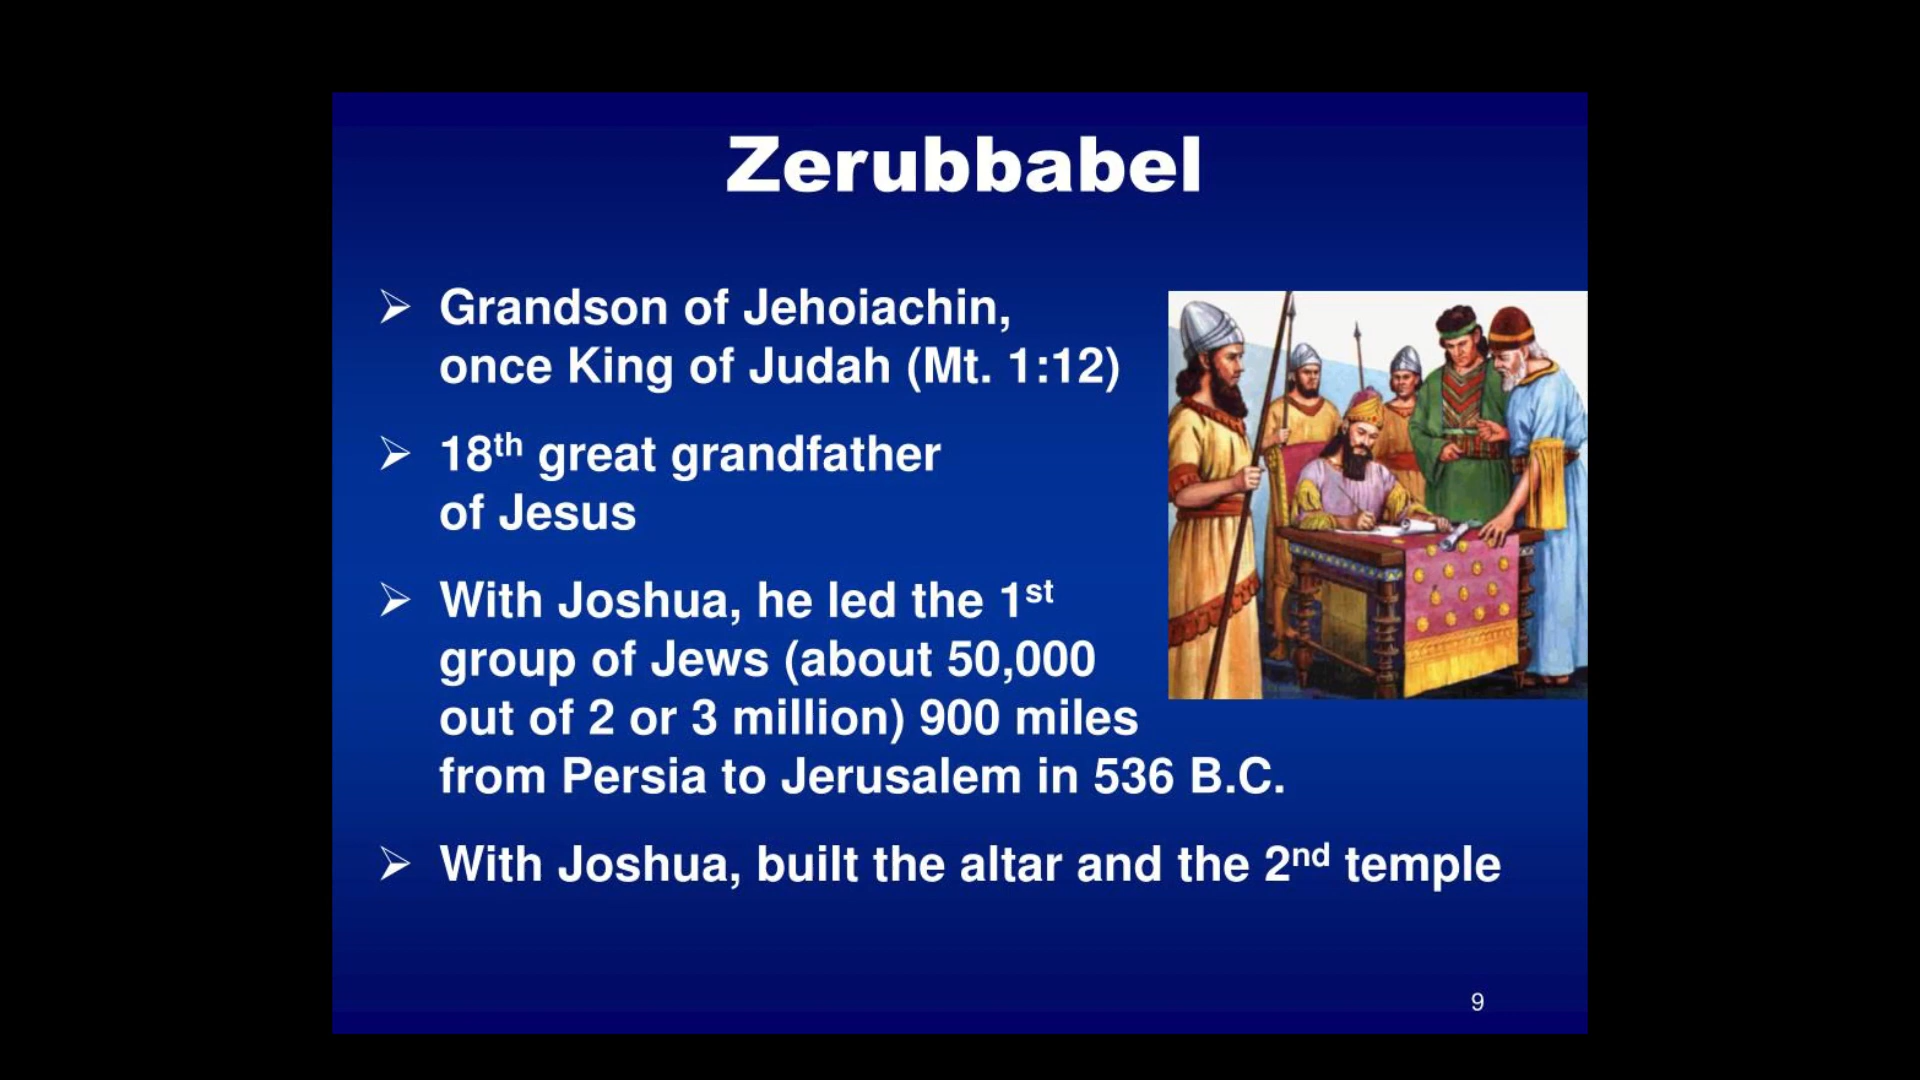 Zerubbabel
➢ Grandson of Jehoiachin,
once King of Judah (Mt. 1:12)
➢ 18th great grandfather
of Jesus
➢ With Joshua, he led the 1st
group of Jews (about 50,000
out of 2 or 3 million) 900 miles
from Persia to Jerusalem in 536 B.C.
➢ With Joshua, built the altar and the 2nd temple
9